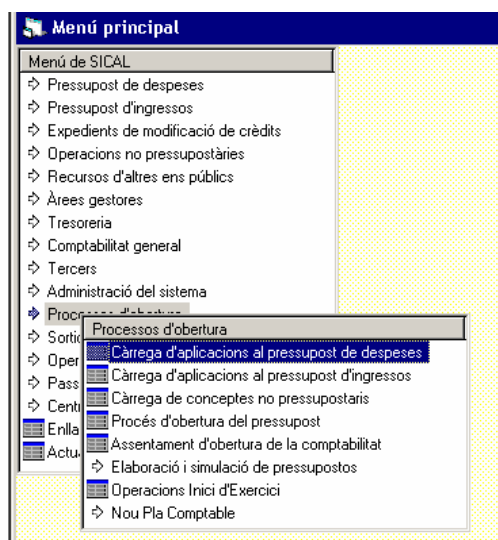 Menú principal
Menú de SICAL
Pressupost de despeses
Pressupost d'ingressos
Expedients de modificació de crèdits
Operacions no pressupostàries
Recursos d'altres ens públics
Àrees gestores
Tresoreria
Comptabilitat general
Tercers
Administració del sistema
Processos d'obertura
Processos d'obertura
Càrrega d'aplicacions al pressupost de despeses
Càrrega d'aplicacions al pressupost d'ingressos
Càrrega de conceptes no pressupostaris
Procés d'obertura del pressupost
Assentament d'obertura de la comptabilitat
Elaboració i simulació de pressupostos
Operacions Inici d'Exercici
Nou Pla Comptable